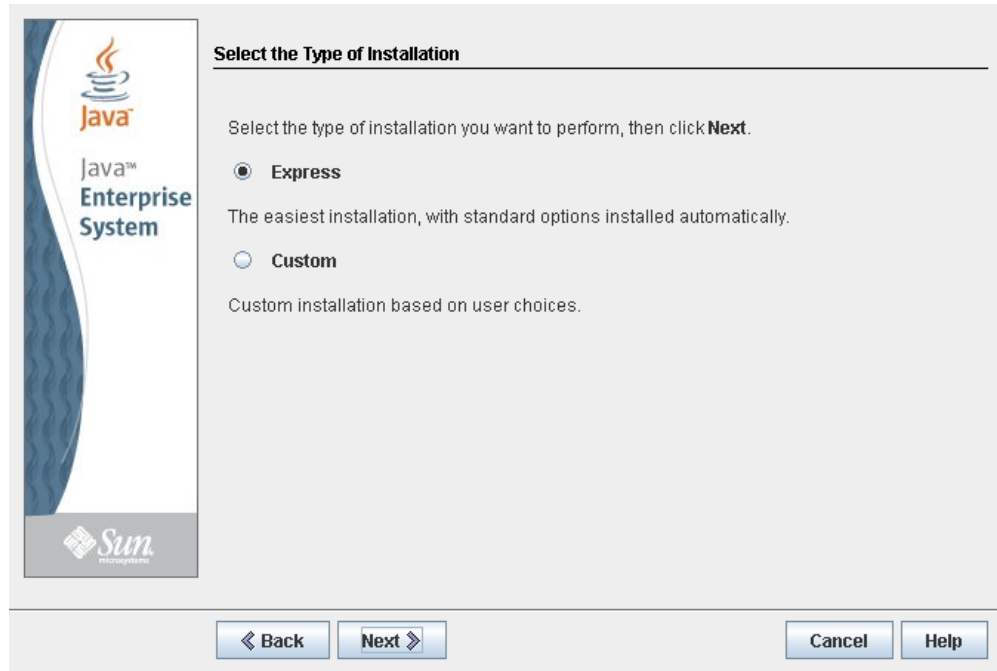 Java™
Java™
Enterprise
System
Sun
microsystems
Select the Type of Installation
Select the type of installation you want to perform, then click Next.
Express
The easiest installation, with standard options installed automatically.
Custom
Custom installation based on user choices.
Back
Next
Cancel
Help